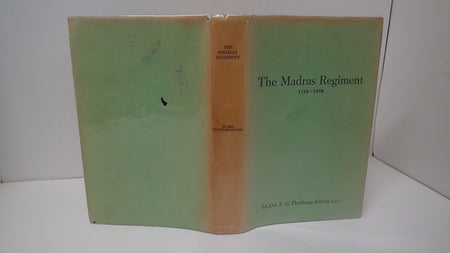 THE
MADRAS
REGIMENT
The Madras Regiment
1758-1958
Lt.-Col. E. G. Phythian-Adams, O.B.E.